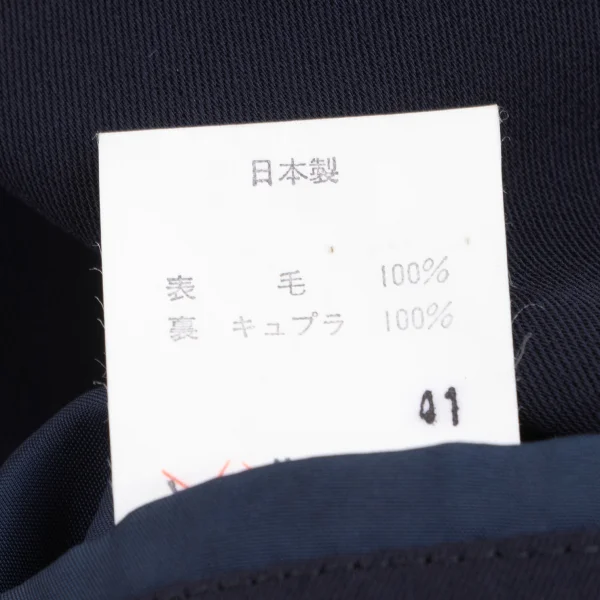 日本製
表 毛 100%
裏 キュプラ 100%
41